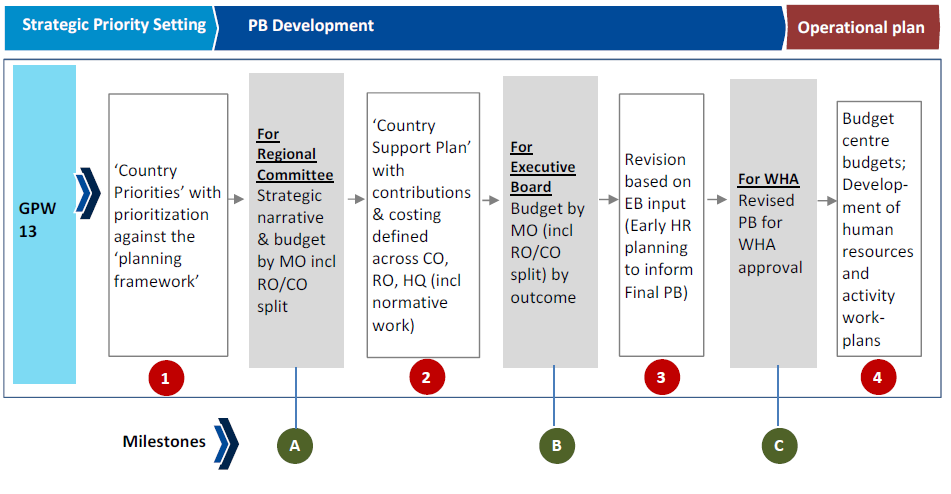 Strategic Priority Setting
PB Development
Operational plan
GPW
13
‘Country
Priorities’ with
prioritization
against the
‘planning
framework’
1
For
Regional
Committee
Strategic
narrative
& budget
by MO incl
RO/CO
split
‘Country
Support Plan’
with
contributions
& costing
defined
across CO,
RO, HQ (incl
normative
work)
2
For
Executive
Board
Budget by
MO (incl
RO/CO
split) by
outcome
Revision
based on
EB input
(Early HR
planning
to inform
Final PB)
3
For WHA
Revised
PB for
WHA
approval
Budget
centre
budgets;
Develop-
ment of
human
resources
and
activity
work-
plans
4
Milestones
A
B
C